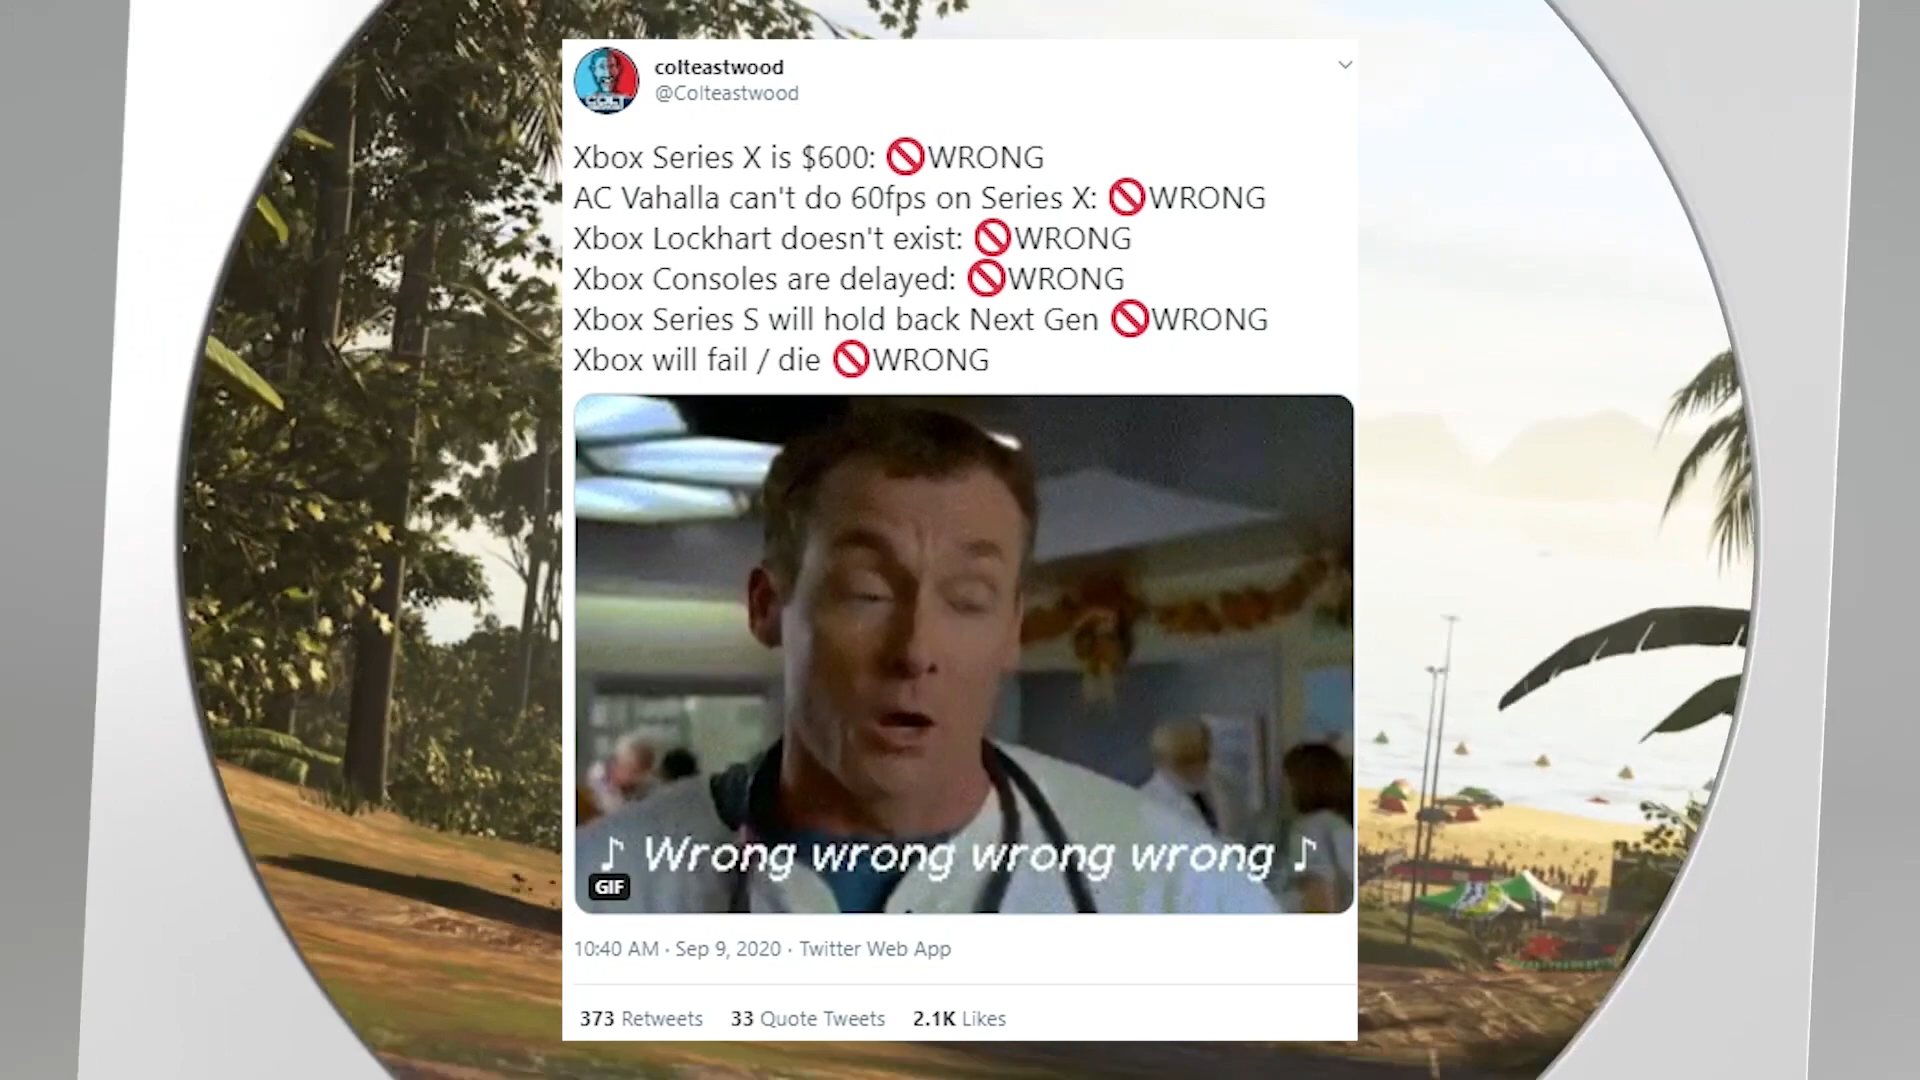 colteastwood
@Colteastwood
COLT
Xbox Series X is $600: 🚫WRONG
AC Vahalla can't do 60fps on Series X: 🚫WRONG
Xbox Lockhart doesn't exist: 🚫WRONG
Xbox Consoles are delayed: 🚫WRONG
Xbox Series S will hold back Next Gen 🚫WRONG
Xbox will fail / die 🚫WRONG
♪ Wrong wrong wrong wrong ♪
GIF
10:40 AM · Sep 9, 2020 · Twitter Web App
373 Retweets 33 Quote Tweets 2.1K Likes